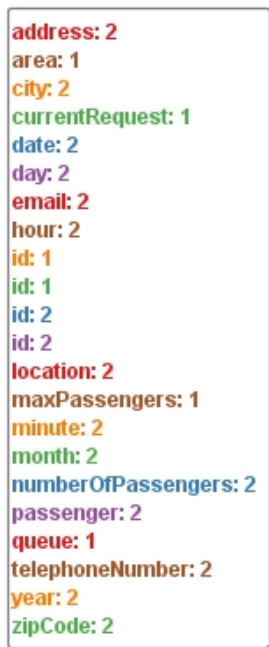 address: 2
area: 1
city: 2
currentRequest: 1
date: 2
day: 2
email: 2
hour: 2
id: 1
id: 1
id: 2
id: 2
location: 2
maxPassengers: 1
minute: 2
month: 2
numberOfPassengers: 2
passenger: 2
queue: 1
telephoneNumber: 2
year: 2
zipCode: 2